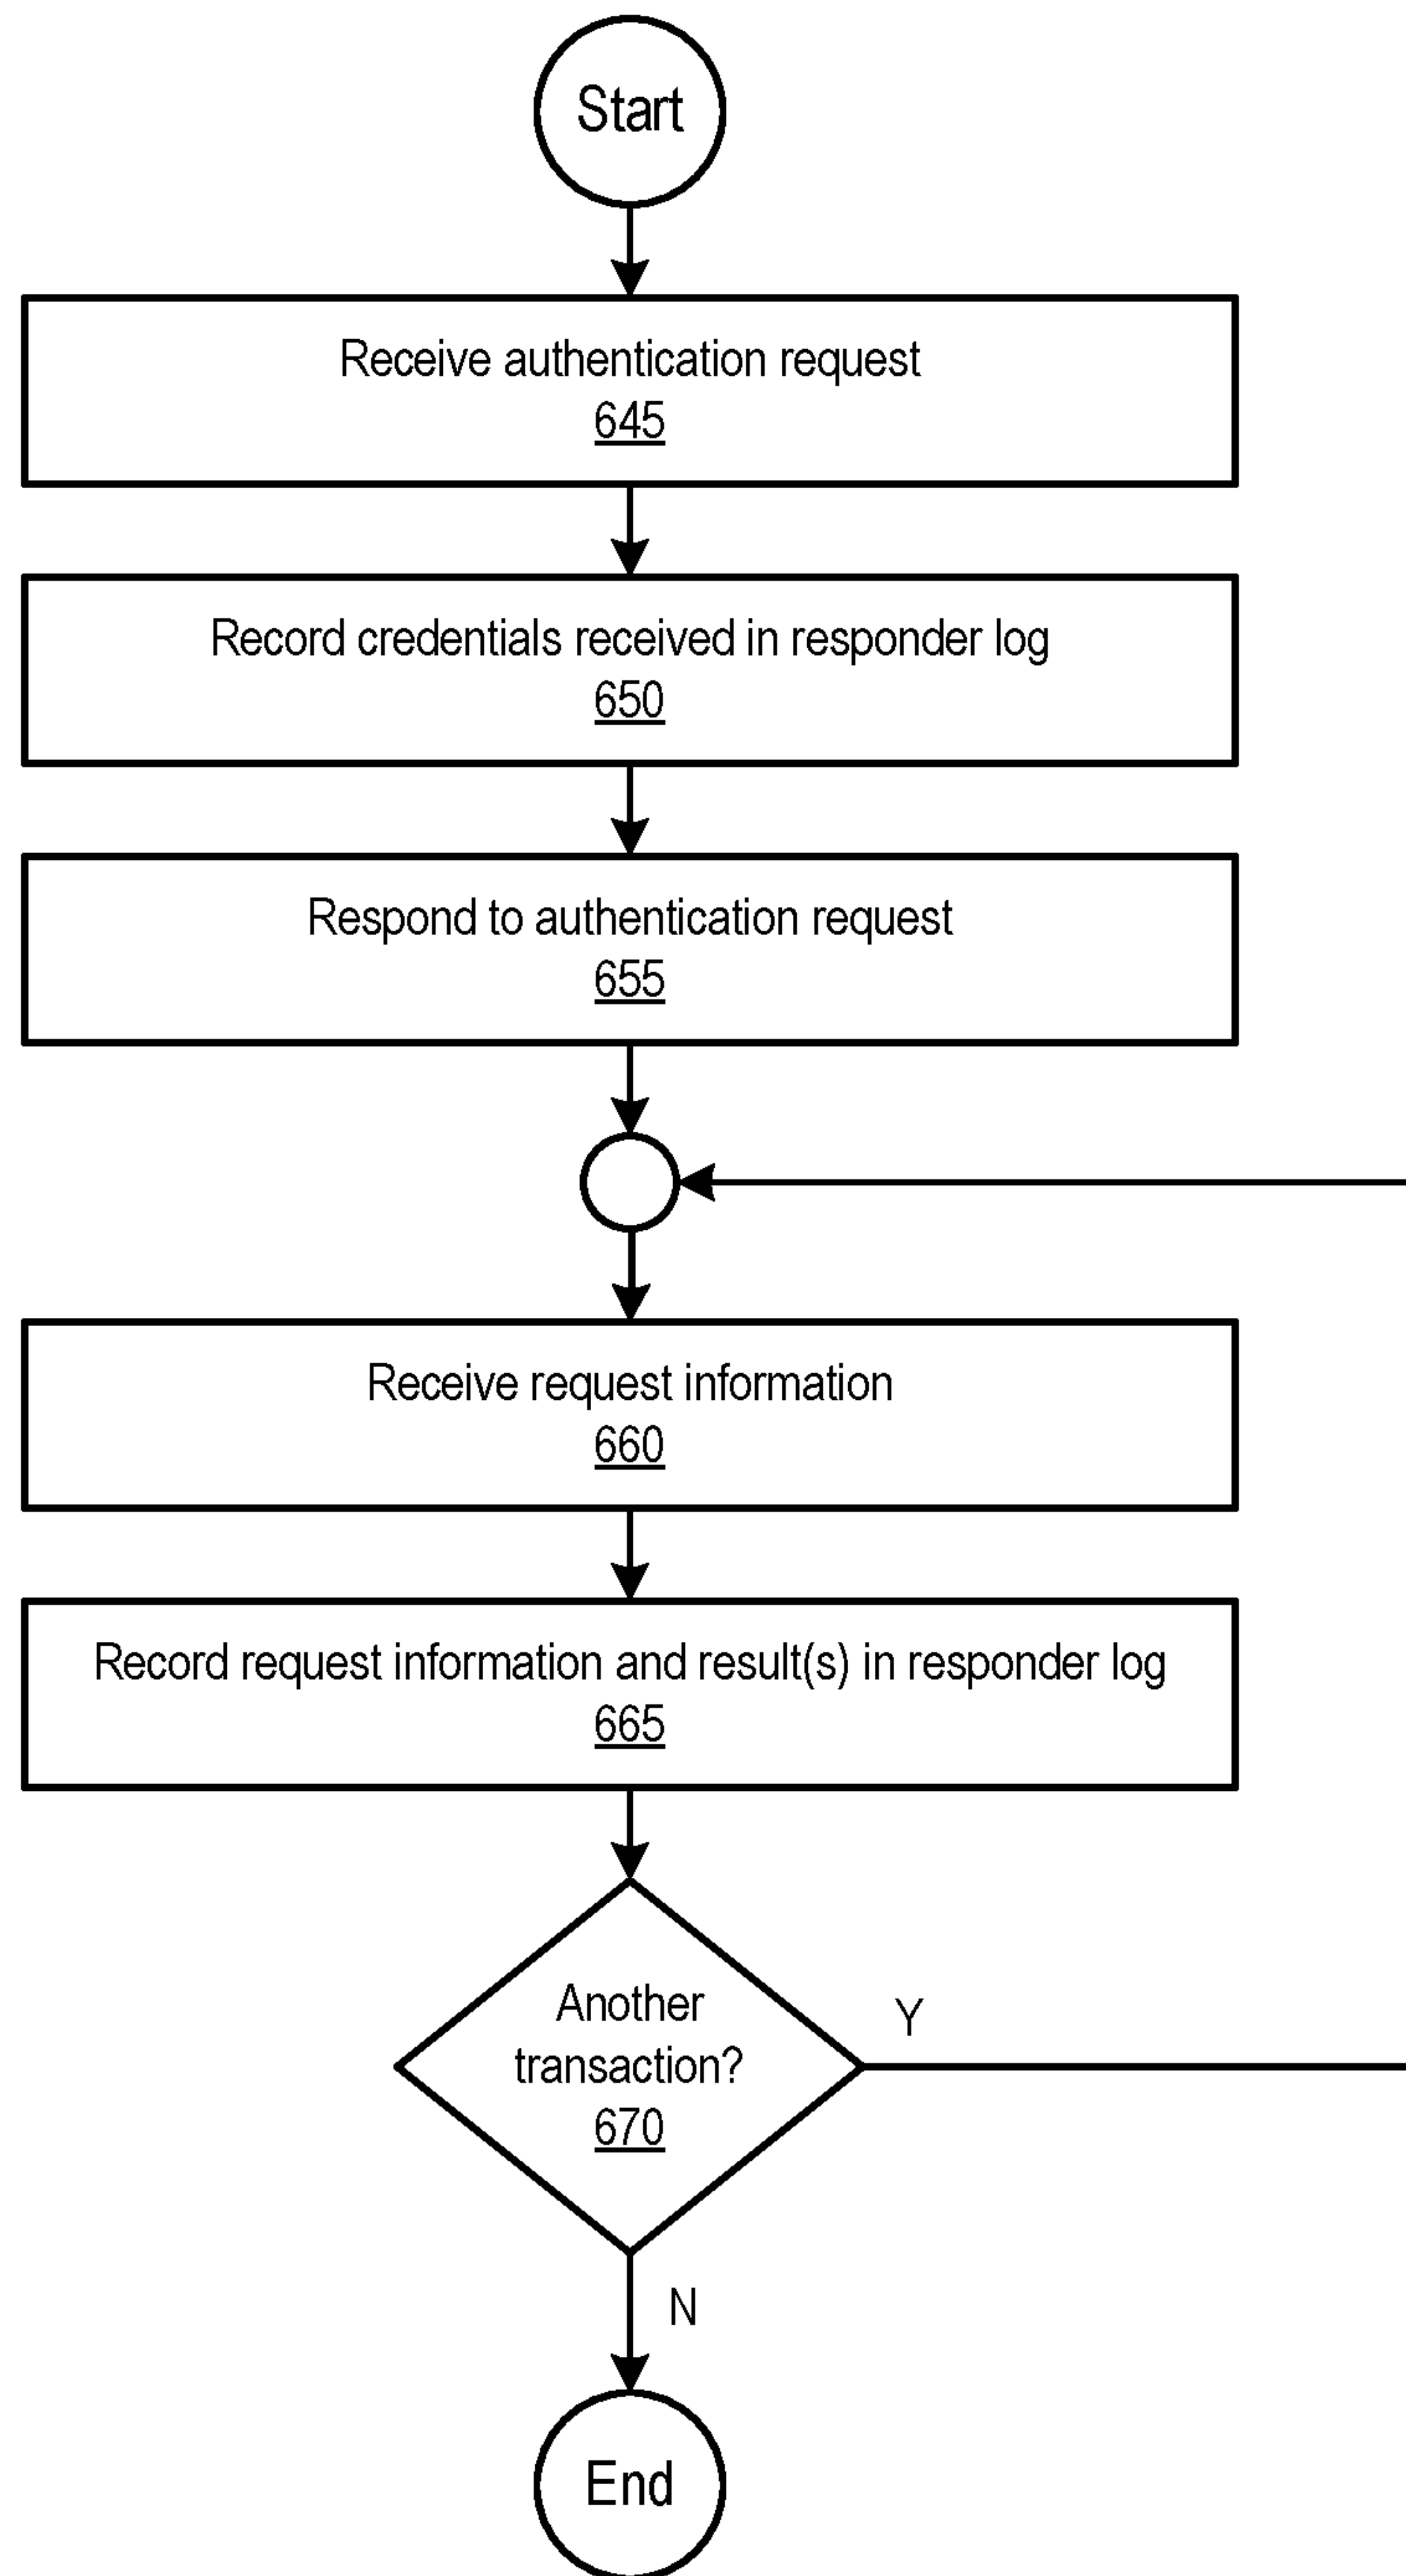 Start
Receive authentication request
645
Record credentials received in responder log
650
Respond to authentication request
655
Receive request information
660
Record request information and result(s) in responder log
665
Another
transaction?
670
Y
N
End